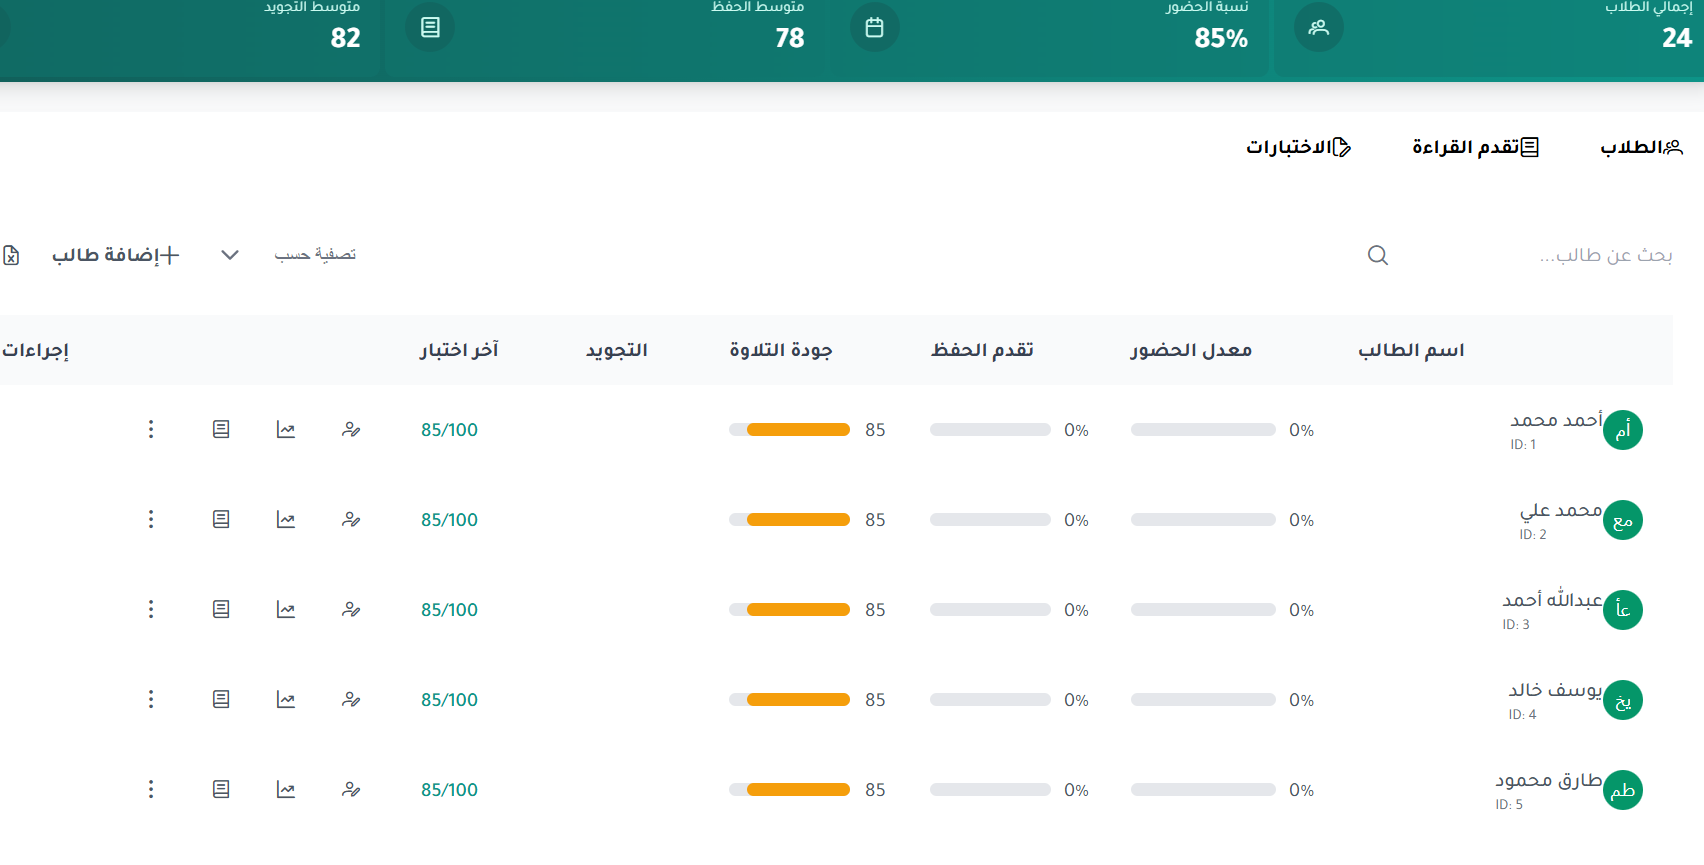 إجمالي الطلاب
24
نسبة الحضور
85%
متوسط الحفظ
78
متوسط التجويد
82
الطلاب
تقدم القراءة
الاختبارات
بحث عن طالب...
تصفية حسب
إضافة طالب
اسم الطالب معدل الحضور تقدم الحفظ جودة التلاوة التجويد آخر اختبار إجراءات
أم أحمد محمد 0% 0% 85 85/100
ID: 1
مع محمد علي 0% 0% 85 85/100
ID: 2
عأ عبدالله أحمد 0% 0% 85 85/100
ID: 3
يخ يوسف خالد 0% 0% 85 85/100
ID: 4
طم طارق محمود 0% 0% 85 85/100
ID: 5